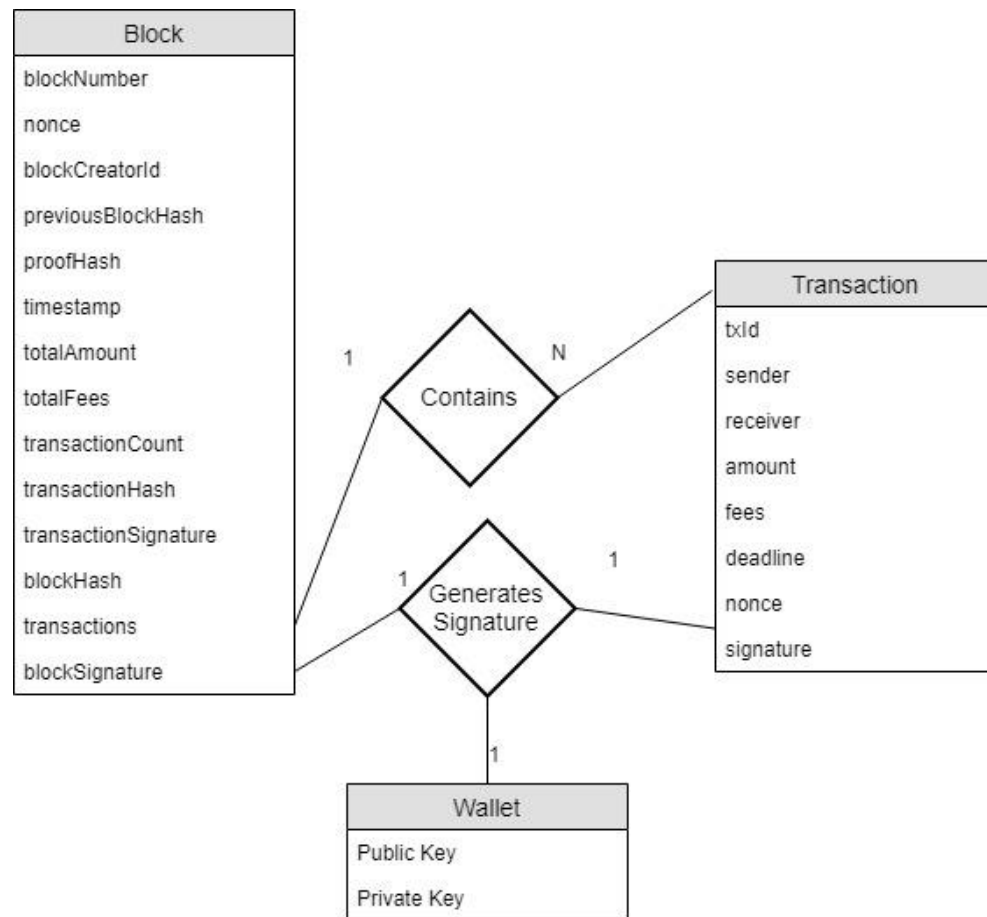 Block
blockNumber
nonce
blockCreatorId
previousBlockHash
proofHash
timestamp
totalAmount
totalFees
transactionCount
transactionHash
transactionSignature
blockHash
transactions
blockSignature
1
Contains
N
Transaction
txId
sender
receiver
amount
fees
deadline
nonce
signature
1
Generates
Signature
1
1
Wallet
Public Key
Private Key